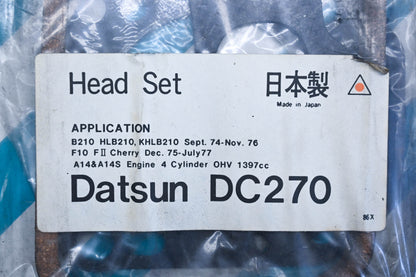 Head Set 日本製
Made in Japan
APPLICATION
B210 HLB210, KHLB210 Sept. 74-Nov. 76
F10 FⅡ Cherry Dec. 75-July77
A14&A14S Engine 4 Cylinder OHV 1397cc
Datsun DC270
86X